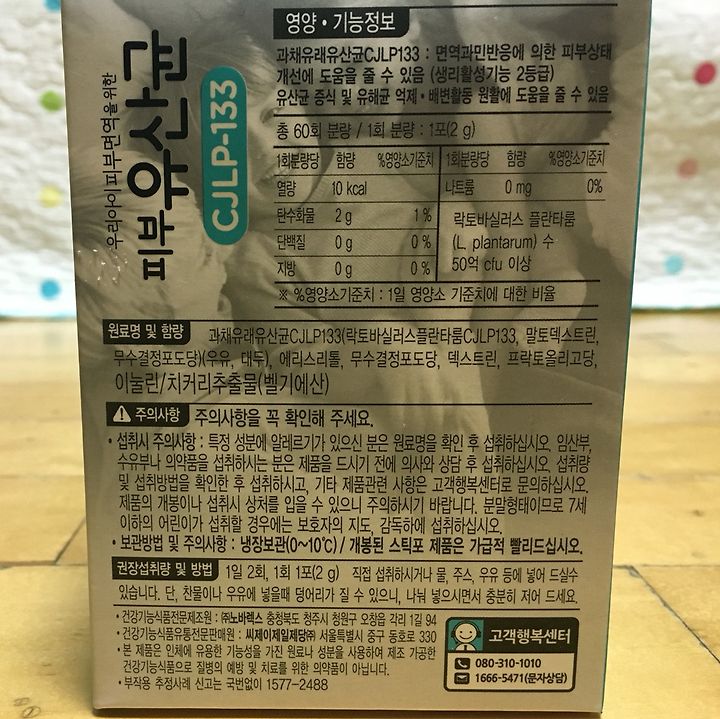 우리아이 피부면역을 위한
피부유산균
CJLP-133
영양 • 기능정보
과채유래유산균CJLP133 : 면역과민반응에 의한 피부상태
개선에 도움을 줄 수 있음 (생리활성기능 2등급)
유산균 증식 및 유해균 억제 • 배변활동 원활에 도움을 줄 수 있음
총 60회 분량 / 1회 분량 : 1포(2 g)
1회분량당 함량 %영양소기준치 1회분량당 함량 %영양소기준치
열량 10 kcal 나트륨 0 mg 0%
탄수화물 2 g 1 %
단백질 0 g 0 %
지방 0 g 0 %
락토바실러스 플란타룸
(L. plantarum) 수
50억 cfu 이상
※ %영양소기준치 : 1일 영양소 기준치에 대한 비율
원료명 및 함량 과채유래유산균CJLP133(락토바실러스플란타룸CJLP133, 말토덱스트린,
무수결정포도당)(우유, 대두), 에리스리톨, 무수결정포도당, 덱스트린, 프락토올리고당,
이눌린/치커리추출물(벨기에산)
주의사항 주의사항을 꼭 확인해 주세요.
• 섭취시 주의사항 : 특정 성분에 알레르기가 있으신 분은 원료명을 확인 후 섭취하십시오. 임산부,
수유부나 의약품을 섭취하시는 분은 제품을 드시기 전에 의사와 상담 후 섭취하십시오. 섭취량
및 섭취방법을 확인한 후 섭취하시고, 기타 제품관련 사항은 고객행복센터로 문의하십시오.
제품의 개봉이나 섭취시 상처를 입을 수 있으니 주의하시기 바랍니다. 분말형태이므로 7세
이하의 어린이가 섭취할 경우에는 보호자의 지도, 감독하에 섭취하십시오.
• 보관방법 및 주의사항 : 냉장보관(0~10℃) / 개봉된 스틱포 제품은 가급적 빨리드십시오.
권장섭취량 및 방법 1일 2회, 1회 1포(2 g) 직접 섭취하시거나 물, 주스, 우유 등에 넣어 드실수
있습니다. 단, 찬물이나 우유에 넣을때 덩어리가 질 수 있으니, 나눠 넣으시면서 충분히 저어 드세요.
• 건강기능식품전문제조원 : ㈜노바렉스 충청북도 청주시 청원구 오창읍 각리 1길 94
• 건강기능식품유통전문판매원 : 씨제이제일제당㈜ 서울특별시 중구 동호로 330
• 본 제품은 인체에 유용한 기능성을 가진 원료나 성분을 사용하여 제조 가공한
건강기능식품으로 질병의 예방 및 치료를 위한 의약품이 아닙니다.
• 부작용 추정사례 신고는 국번없이 1577-2488
고객행복센터
080-310-1010
1666-5471(문자상담)